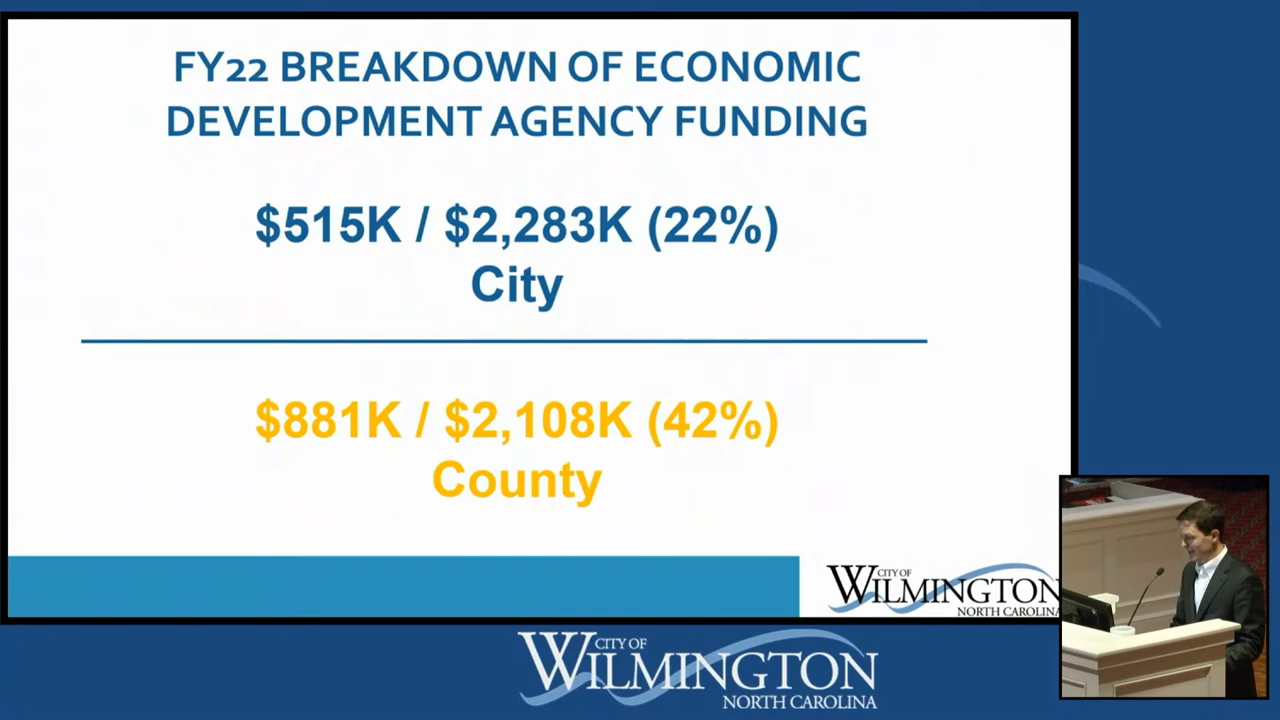 FY22 BREAKDOWN OF ECONOMIC
DEVELOPMENT AGENCY FUNDING
$515K / $2,283K (22%)
City
$881K / $2,108K (42%)
County
CITY OF
WILMINGTON
NORTH CAROLINA
CITY OF
WILMINGTON
NORTH CAROLINA